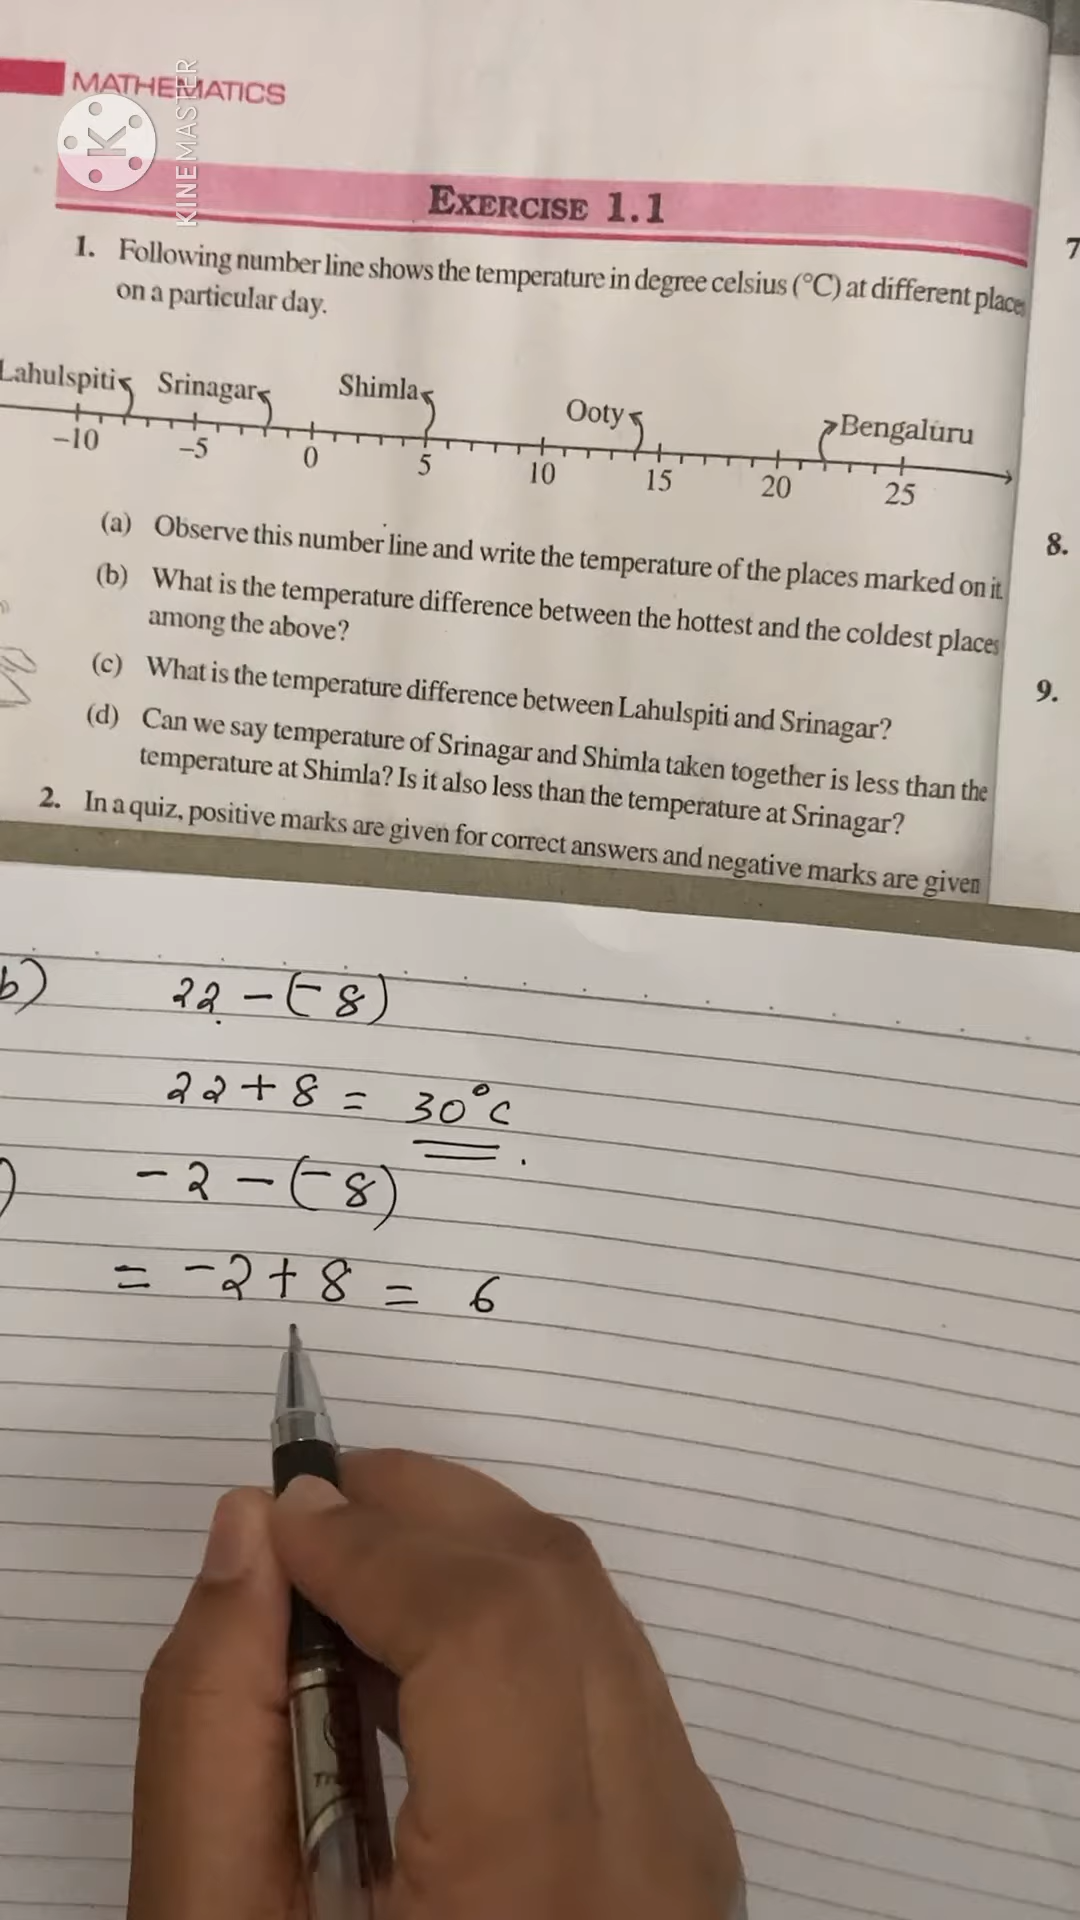 MATHEMATICS
KINEMASTER
EXERCISE 1.1
1. Following number line shows the temperature in degree celsius (°C) at different places
on a particular day.
Lahulspiti Srinagar Shimla Ooty Bengaluru
–10 –5 0 5 10 15 20 25
(a) Observe this number line and write the temperature of the places marked on it.
(b) What is the temperature difference between the hottest and the coldest places
among the above?
(c) What is the temperature difference between Lahulspiti and Srinagar?
(d) Can we say temperature of Srinagar and Shimla taken together is less than the
temperature at Shimla? Is it also less than the temperature at Srinagar?
2. In a quiz, positive marks are given for correct answers and negative marks are given
7
8.
9.
b) 22 – (– 8)
22 + 8 = 30°C
– 2 – (– 8)
= – 2 + 8 = 6